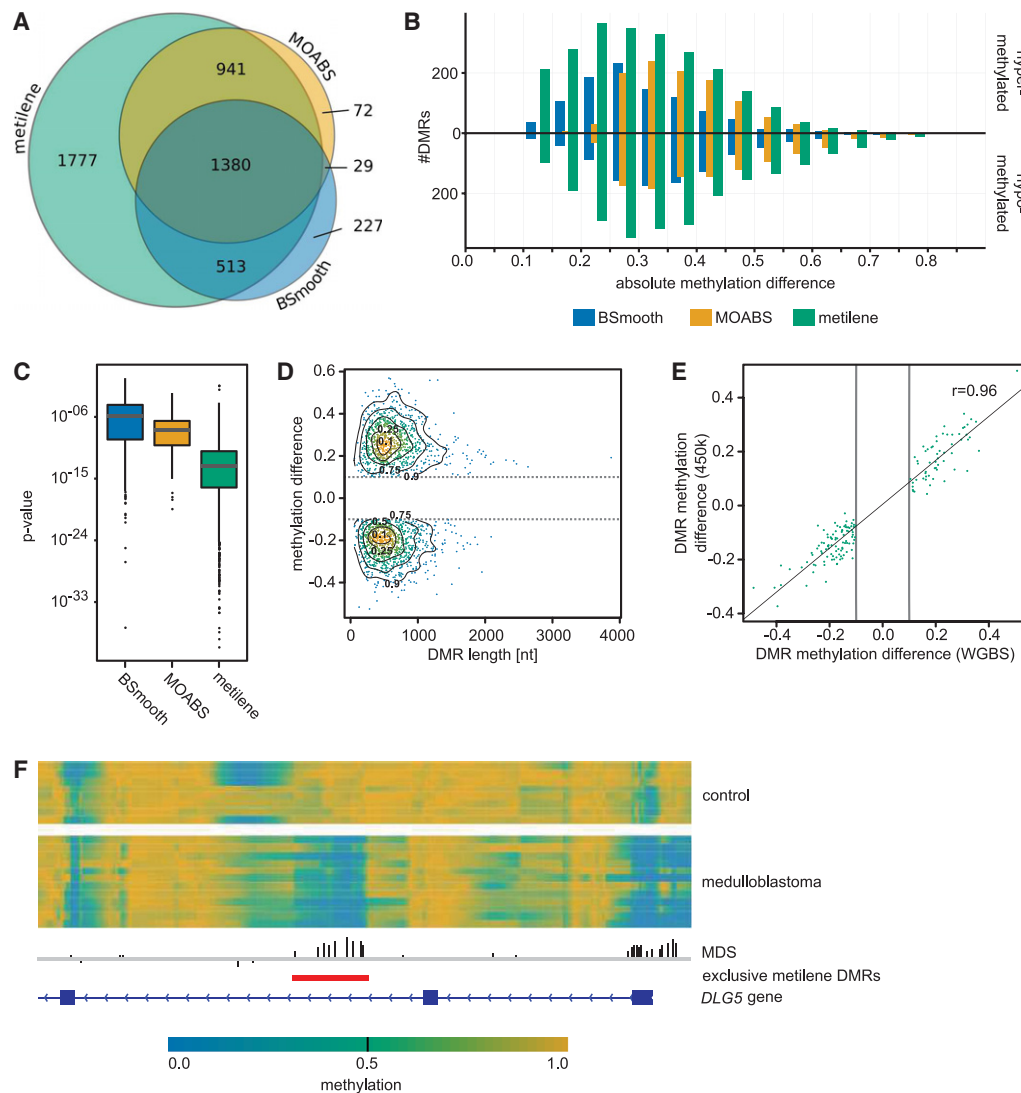 A
metilene
MOABS
BSmooth
941
72
29
1777
1380
227
513
B
#DMRs
200
0
200
0.0 0.1 0.2 0.3 0.4 0.5 0.6 0.7 0.8
absolute methylation difference
methylated
methylated
BSmooth MOABS metilene
C
p-value
10-06
10-15
10-24
10-33
BSmooth
MOABS
metilene
D
methylation difference
0.6
0.4
0.2
0.0
-0.2
-0.4
0.25
0.1
0.75
0.9
0.75
0.5
0.1
0.25
0.9
0 1000 2000 3000 4000
DMR length [nt]
E
r=0.96
DMR methylation
difference (450k)
0.4
0.2
0.0
-0.2
-0.4
-0.4 -0.2 0.0 0.2 0.4
DMR methylation difference (WGBS)
F
control
medulloblastoma
MDS
exclusive metilene DMRs
DLG5 gene
0.0 0.5 1.0
methylation